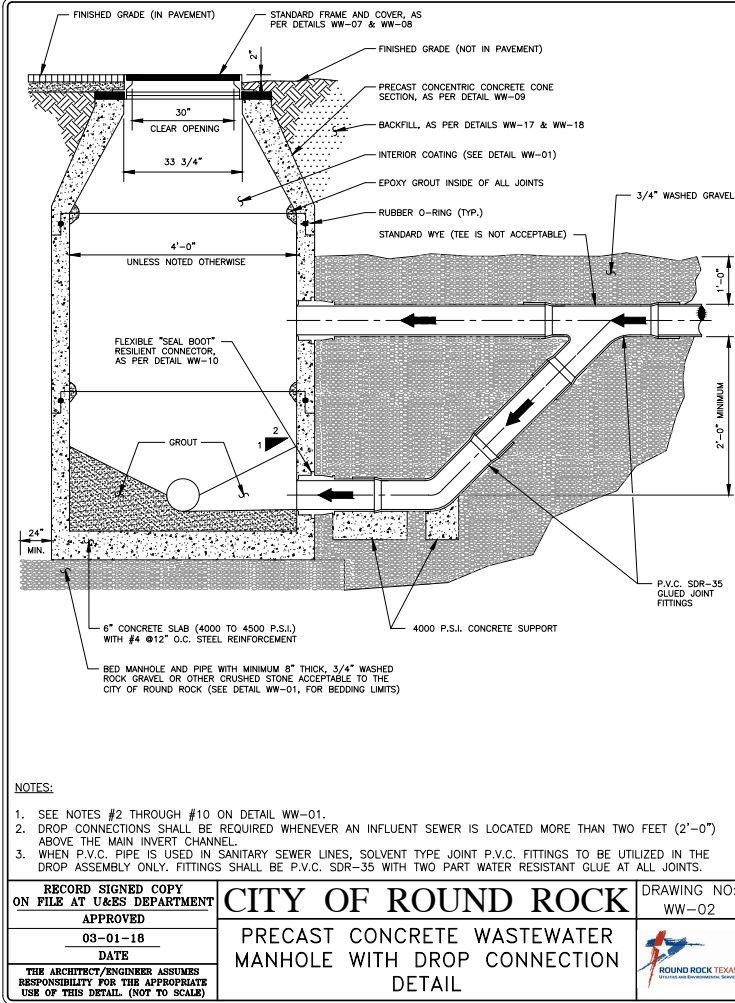 FINISHED GRADE (IN PAVEMENT)
STANDARD FRAME AND COVER, AS
PER DETAILS WW-07 & WW-08
2"
FINISHED GRADE (NOT IN PAVEMENT)
PRECAST CONCENTRIC CONCRETE CONE
SECTION, AS PER DETAIL WW-09
30"
CLEAR OPENING
BACKFILL, AS PER DETAILS WW-17 & WW-18
33 3/4"
INTERIOR COATING (SEE DETAIL WW-01)
EPOXY GROUT INSIDE OF ALL JOINTS
3/4" WASHED GRAVEL
RUBBER O-RING (TYP.)
STANDARD WYE (TEE IS NOT ACCEPTABLE)
4'-0"
UNLESS NOTED OTHERWISE
1'-0"
FLEXIBLE "SEAL BOOT"
RESILIENT CONNECTOR,
AS PER DETAIL WW-10
2'-0" MINIMUM
2
1
GROUT
24"
MIN.
P.V.C. SDR-35
GLUED JOINT
FITTINGS
6" CONCRETE SLAB (4000 TO 4500 P.S.I.)
WITH #4 @12" O.C. STEEL REINFORCEMENT
4000 P.S.I. CONCRETE SUPPORT
BED MANHOLE AND PIPE WITH MINIMUM 8" THICK, 3/4" WASHED
ROCK GRAVEL OR OTHER CRUSHED STONE ACCEPTABLE TO THE
CITY OF ROUND ROCK (SEE DETAIL WW-01, FOR BEDDING LIMITS)
NOTES:
1. SEE NOTES #2 THROUGH #10 ON DETAIL WW-01.
2. DROP CONNECTIONS SHALL BE REQUIRED WHENEVER AN INFLUENT SEWER IS LOCATED MORE THAN TWO FEET (2'-0")
ABOVE THE MAIN INVERT CHANNEL.
3. WHEN P.V.C. PIPE IS USED IN SANITARY SEWER LINES, SOLVENT TYPE JOINT P.V.C. FITTINGS TO BE UTILIZED IN THE
DROP ASSEMBLY ONLY. FITTINGS SHALL BE P.V.C. SDR-35 WITH TWO PART WATER RESISTANT GLUE AT ALL JOINTS.
RECORD SIGNED COPY
ON FILE AT U&ES DEPARTMENT
APPROVED
03-01-18
DATE
THE ARCHITECT/ENGINEER ASSUMES
RESPONSIBILITY FOR THE APPROPRIATE
USE OF THIS DETAIL. (NOT TO SCALE)
CITY OF ROUND ROCK
PRECAST CONCRETE WASTEWATER
MANHOLE WITH DROP CONNECTION
DETAIL
DRAWING NO:
WW-02
ROUND ROCK TEXAS
UTILITIES AND ENVIRONMENTAL SERVICES